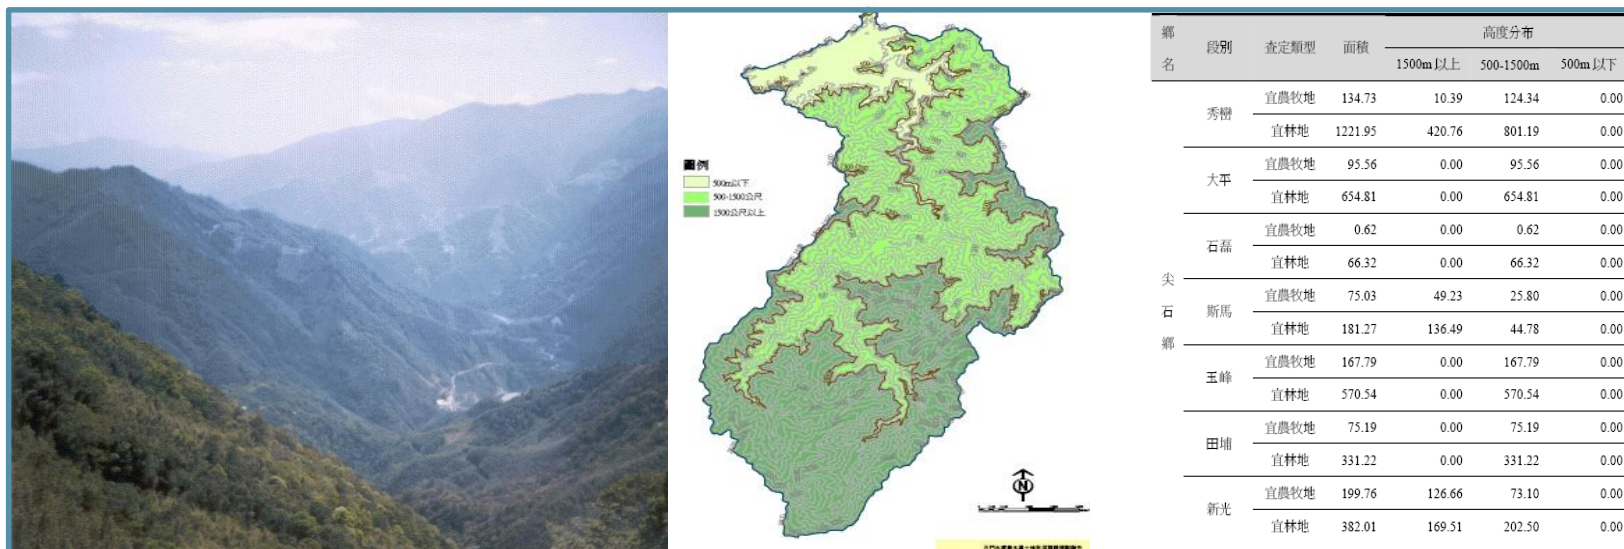 圖例
500m以下
500-1500公尺
1500公尺以上
N
鄉名 段別 查定類型 面積 高度分布
1500m以上 500-1500m 500m以下
尖石鄉
秀巒 宜農牧地 134.73 10.39 124.34 0.00
宜林地 1221.95 420.76 801.19 0.00
大平 宜農牧地 95.56 0.00 95.56 0.00
宜林地 654.81 0.00 654.81 0.00
石磊 宜農牧地 0.62 0.00 0.62 0.00
宜林地 66.32 0.00 66.32 0.00
斯馬 宜農牧地 75.03 49.23 25.80 0.00
宜林地 181.27 136.49 44.78 0.00
玉峰 宜農牧地 167.79 0.00 167.79 0.00
宜林地 570.54 0.00 570.54 0.00
田埔 宜農牧地 75.19 0.00 75.19 0.00
宜林地 331.22 0.00 331.22 0.00
新光 宜農牧地 199.76 126.66 73.10 0.00
宜林地 382.01 169.51 202.50 0.00